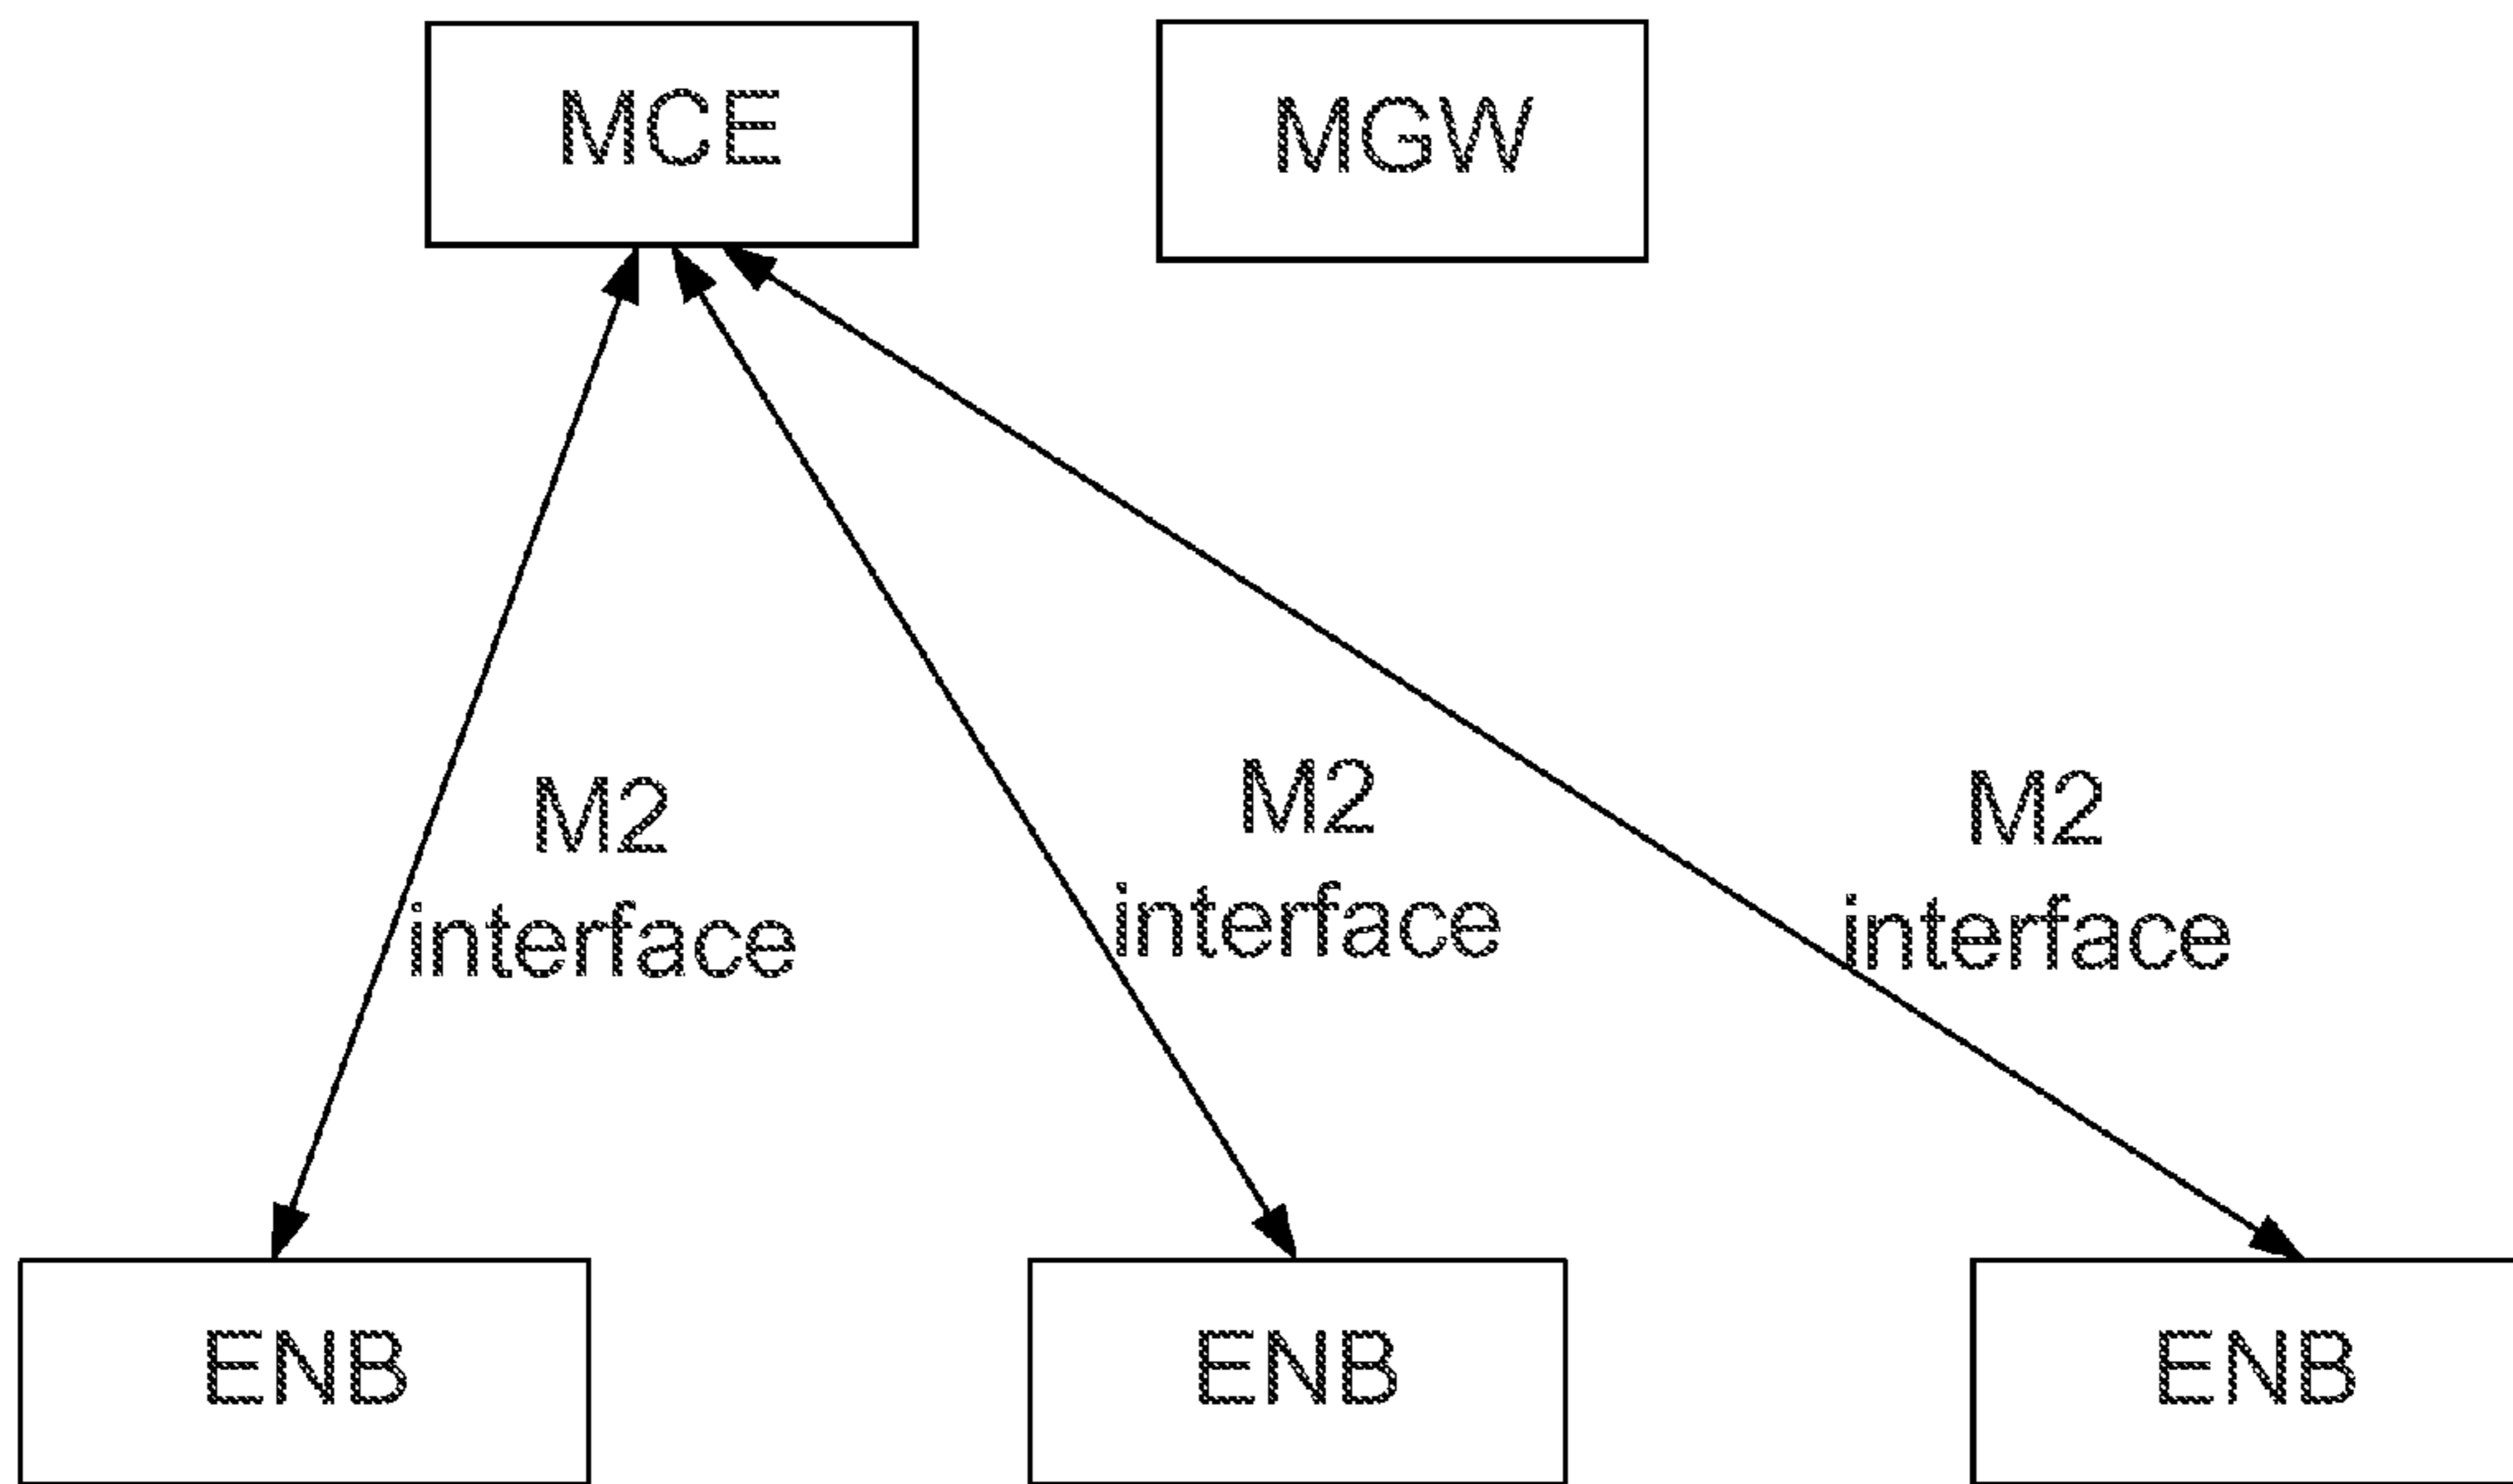 MCE
MGW
M2
interface
M2
interface
M2
interface
ENB
ENB
ENB